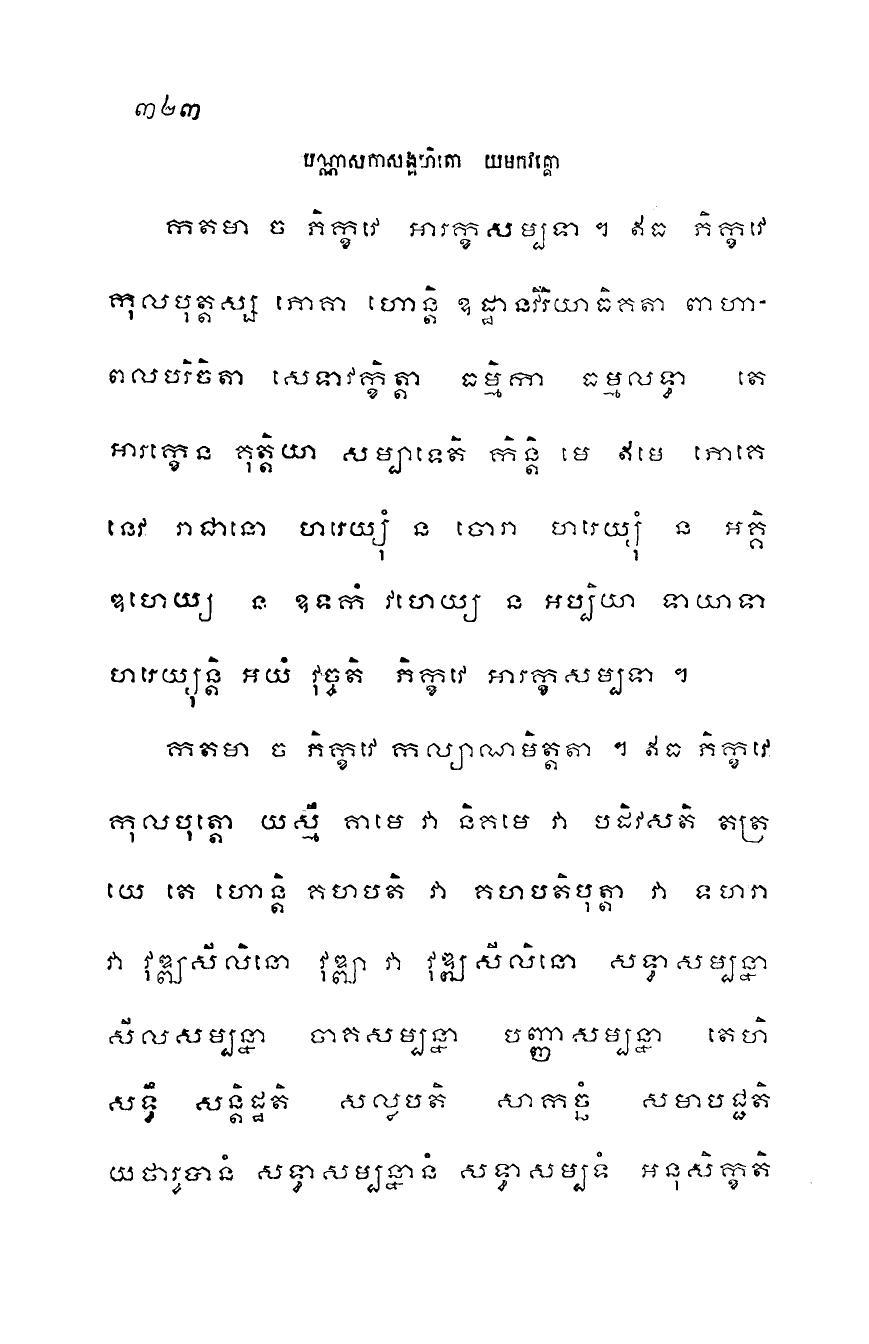 ៣២៣
បណ្ណាសកាសង្គហិតោ យមកវគ្គោ
កតមា ច ភិក្ខវេ អារក្ខសម្បទា ។ ឥធ ភិក្ខវេ
កុលបុត្តស្ស ភោគា ហោន្តិ ឧដ្ឋានវីរិយាធិកតា ពាហា-
ពលបរិចិតា សេទាវក្ខិត្តា ធម្មិកា ធម្មលទ្ធា តេ
អារក្ខេន គុត្តិយា សម្បាទេតិ កិន្តិ មេ ឥមេ ភោគេ
នេវ រាជានោ ហរេយ្យុំ ន ចោរា ហរេយ្យុំ ន អគ្គិ
ឌហេយ្យ ន ឧទកំ វហេយ្យ ន អប្បិយា ទាយាទា
ហរេយ្យុន្តិ អយំ វុច្ចតិ ភិក្ខវេ អារក្ខសម្បទា ។
កតមា ច ភិក្ខវេ កល្យាណមិត្តតា ។ ឥធ ភិក្ខវេ
កុលបុត្តោ យស្មឹ គាមេ វា និគមេ វា បដិវសតិ តត្រ
យេ តេ ហោន្តិ គហបតិ វា គហបតិបុត្តា វា ទហរា
វា វុឌ្ឍសីលិនោ វុឌ្ឍា វា វុឌ្ឍសីលិនោ សទ្ធាសម្បន្នា
សីលសម្បន្នា ចាគសម្បន្នា បញ្ញាសម្បន្នា តេហិ
សទ្ធឹ សន្តិដ្ឋតិ សល្លបតិ សាកច្ឆំ សមាបជ្ជតិ
យថារូបានំ សទ្ធាសម្បន្នានំ សទ្ធាសម្បទំ អនុសិក្ខតិ